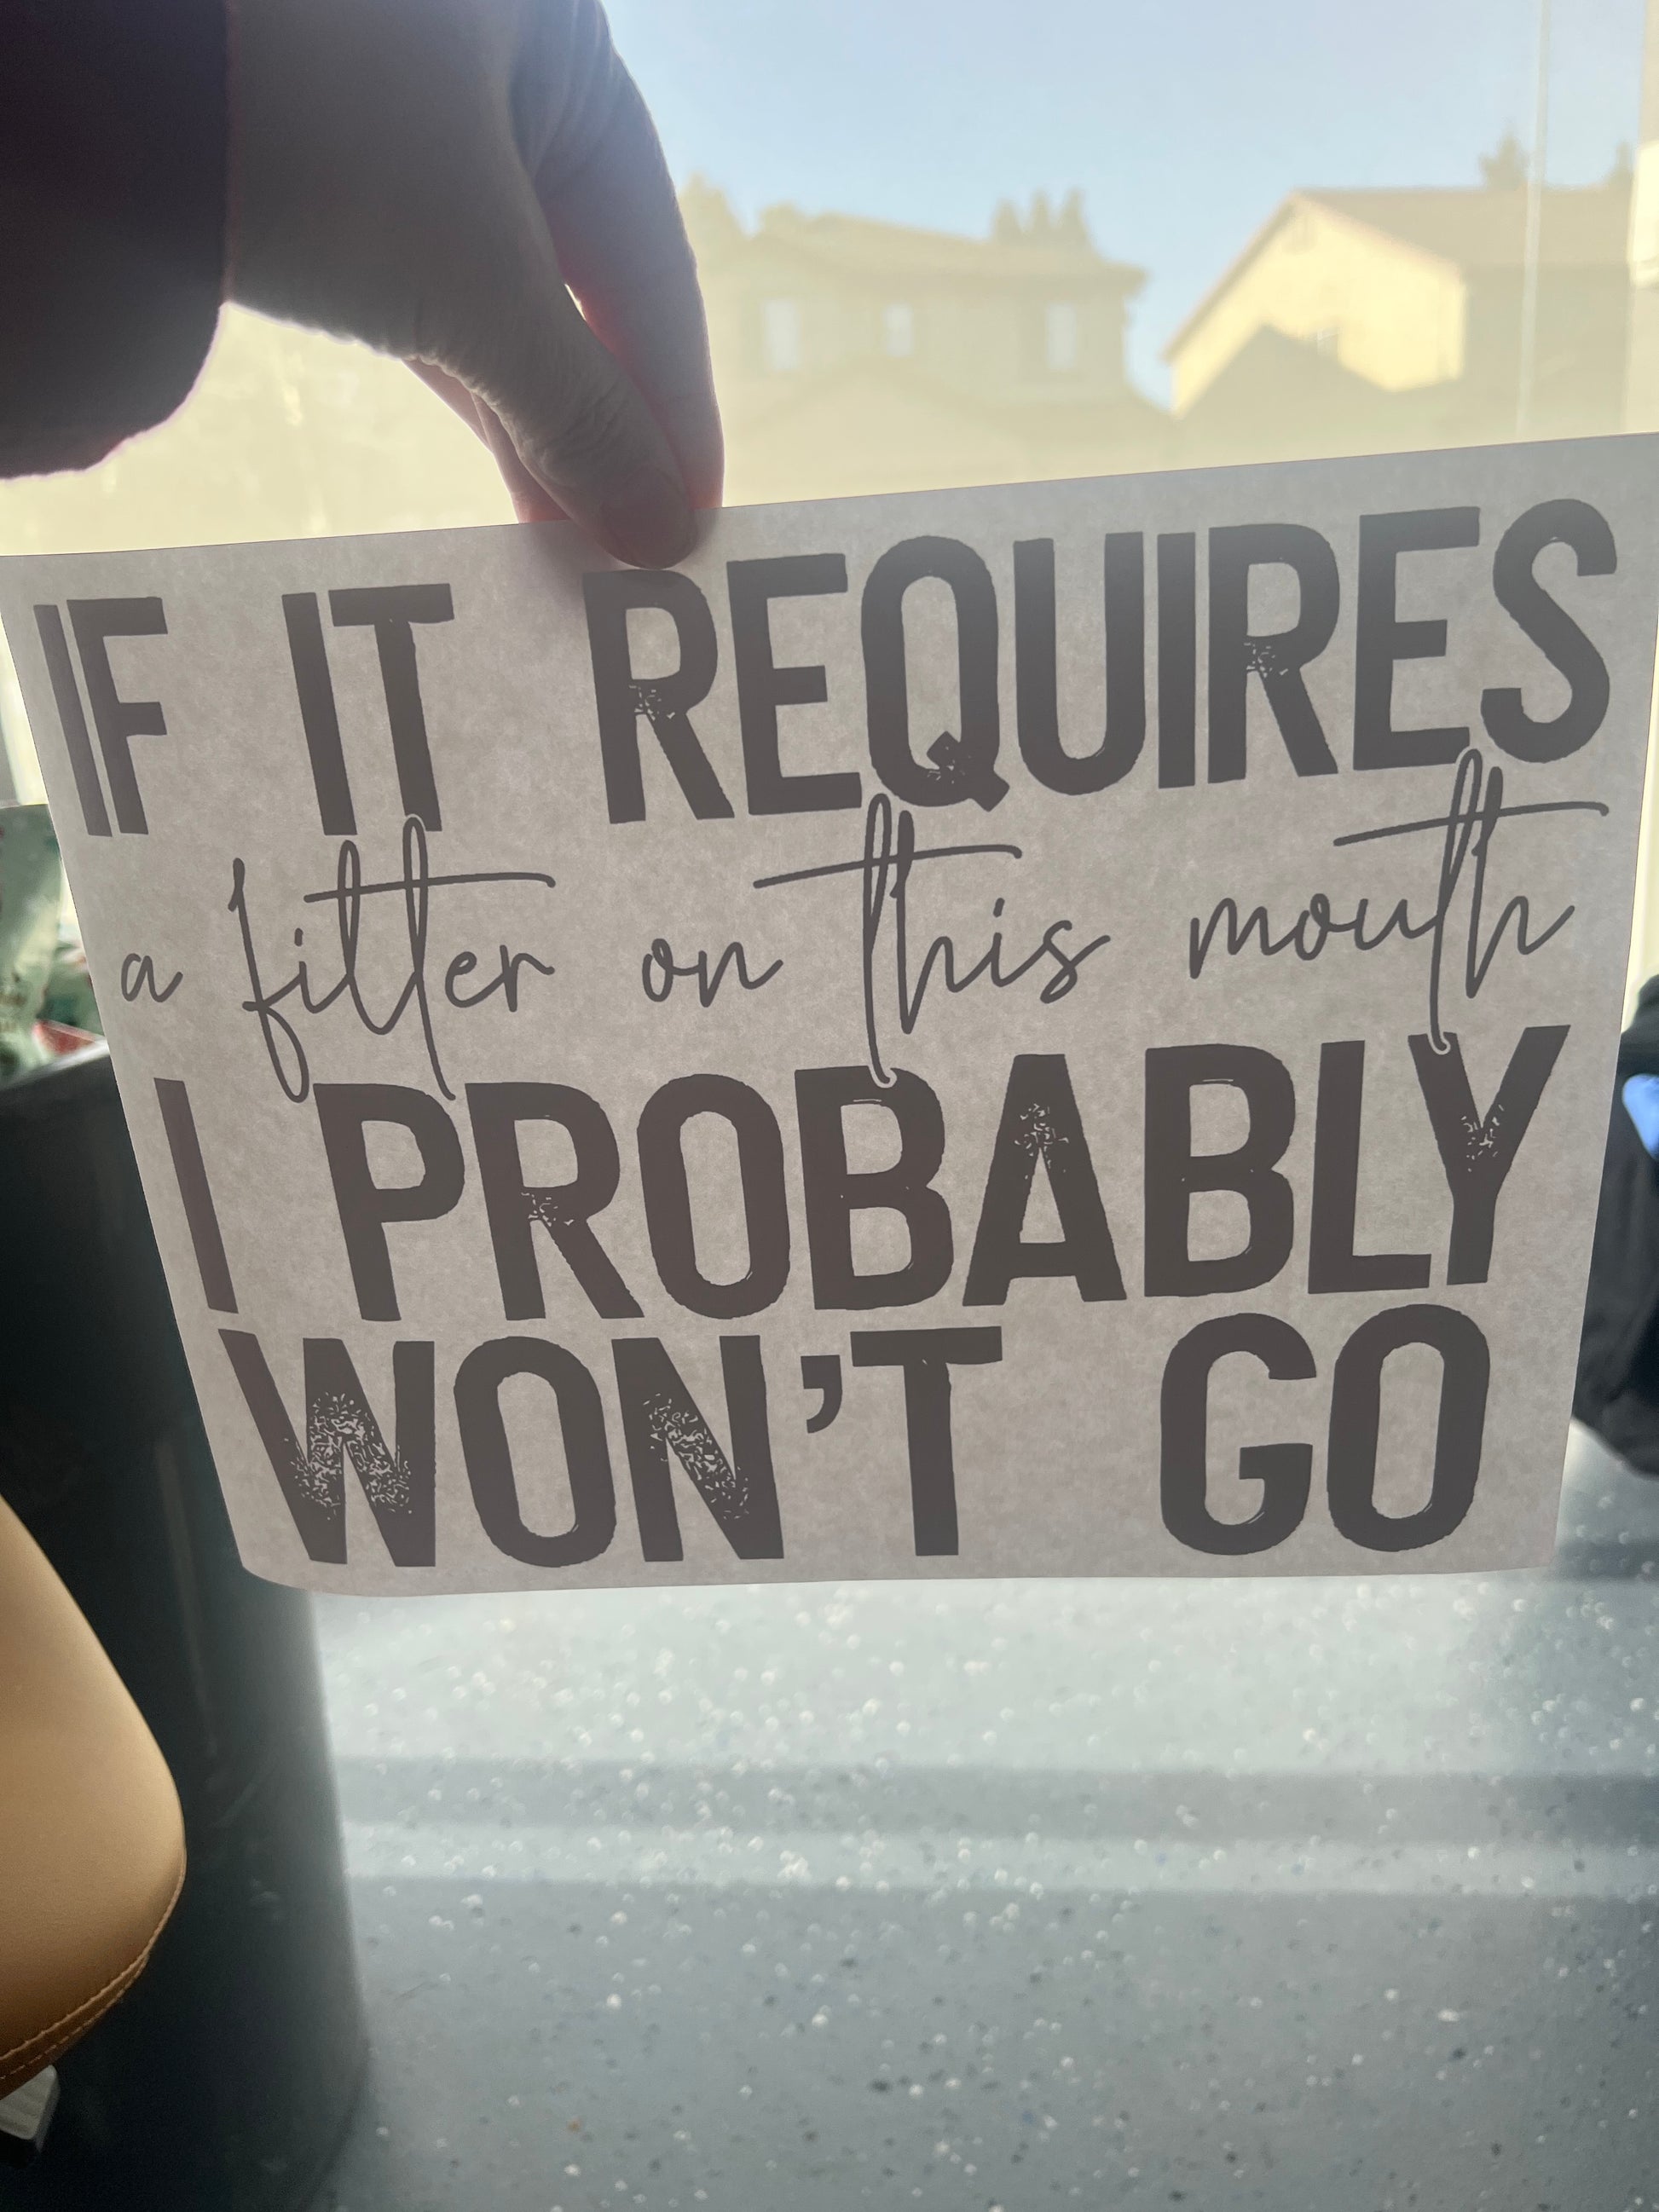 IF IT REQUIRES
a filter on this mouth
I PROBABLY
WON'T GO